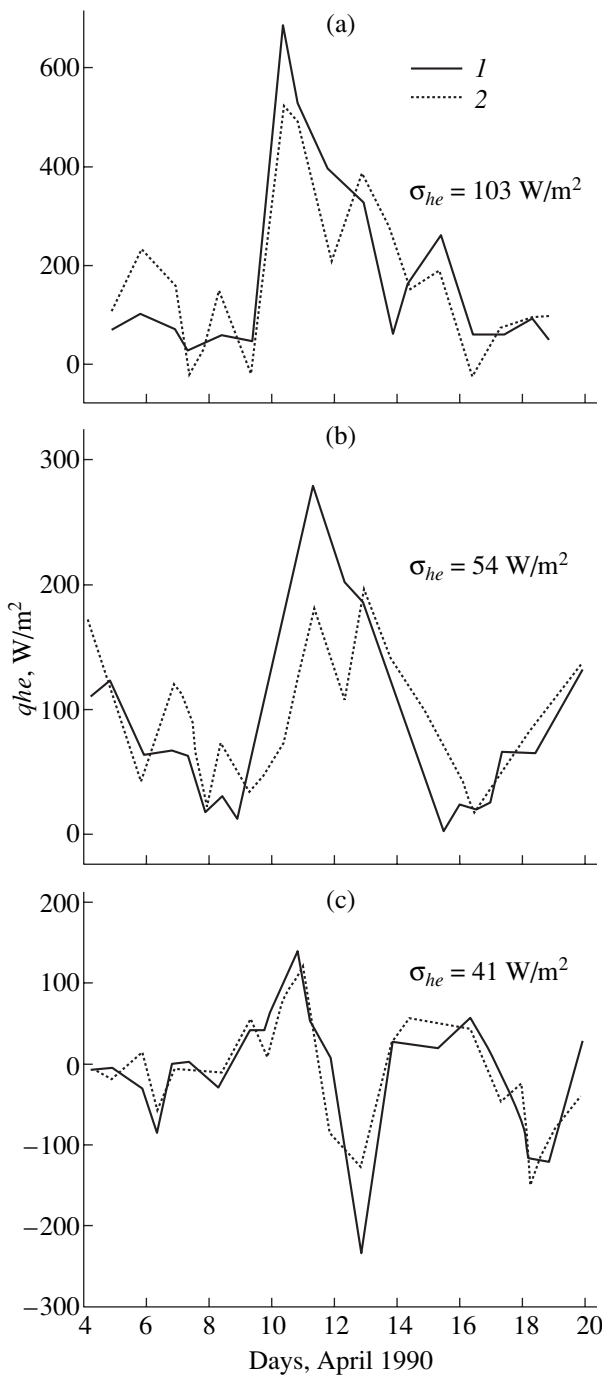 (a)
600
400
200
0
1
2
σhe = 103 W/m²
(b)
300
200
100
0
σhe = 54 W/m²
qhe, W/m²
(c)
200
100
0
−100
−200
−300
σhe = 41 W/m²
4 6 8 10 12 14 16 18 20
Days, April 1990